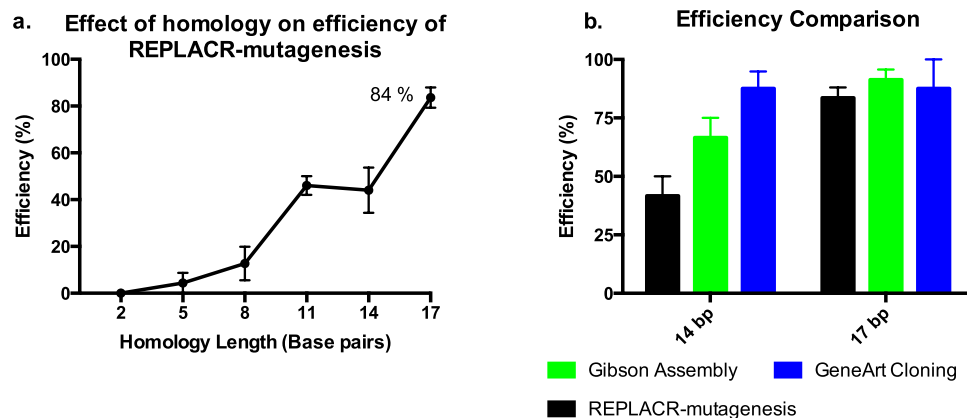 a. Effect of homology on efficiency of
REPLACR-mutagenesis
100
80
60
40
20
0
Efficiency (%)
84 %
2 5 8 11 14 17
Homology Length (Base pairs)
b. Efficiency Comparison
100
75
50
25
0
Efficiency (%)
14 bp
17 bp
Gibson Assembly
GeneArt Cloning
REPLACR-mutagenesis